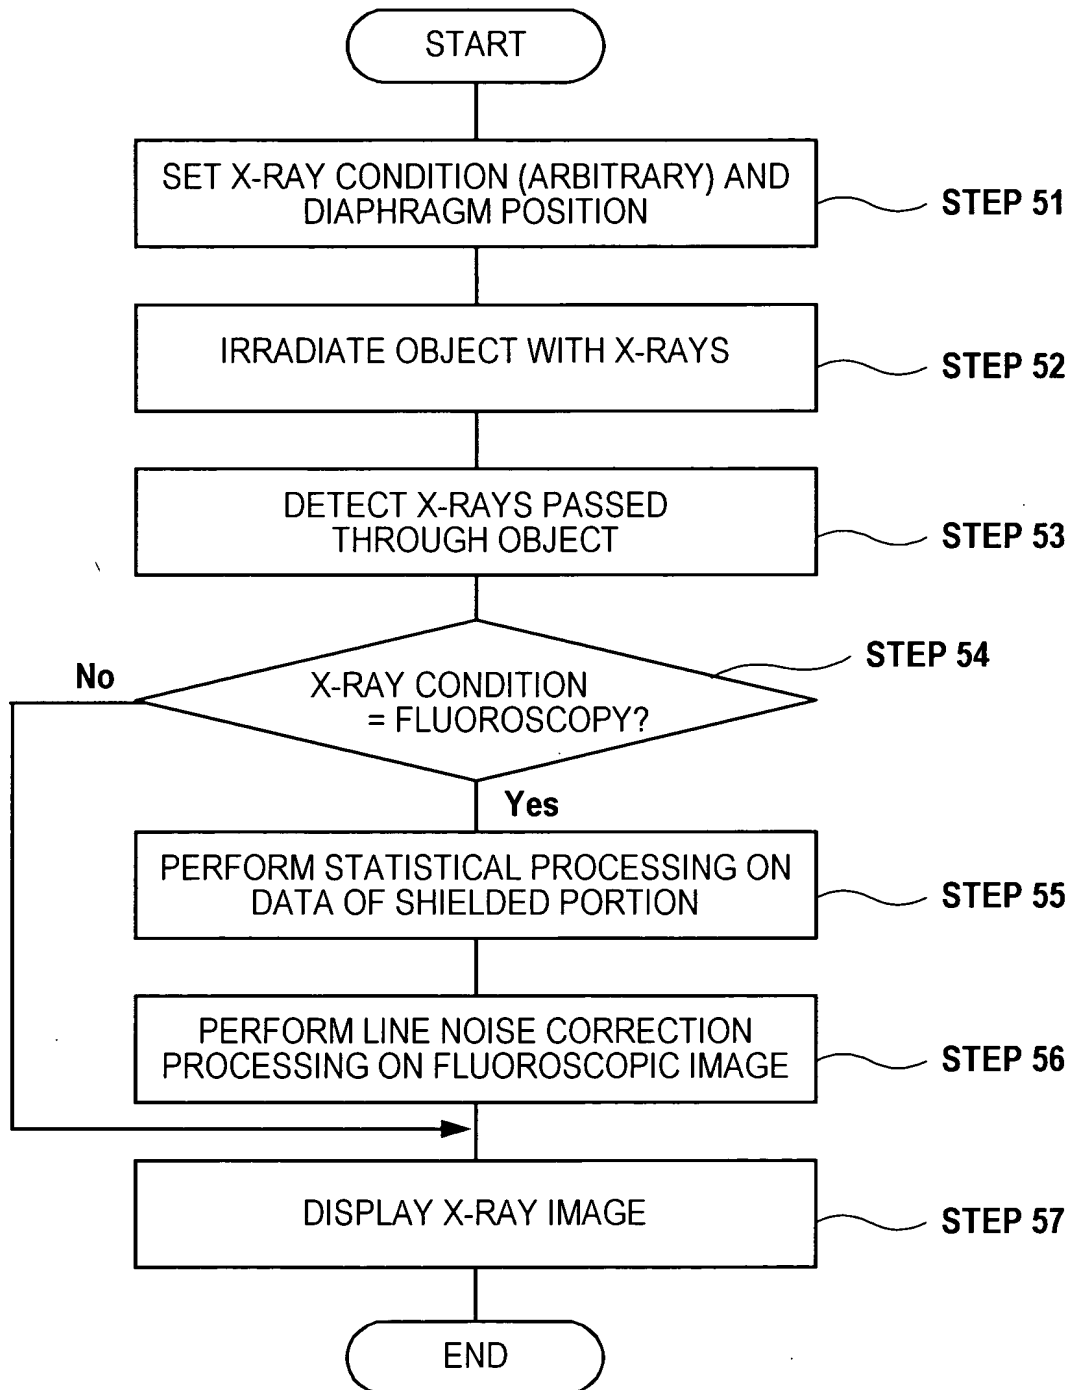 START
SET X-RAY CONDITION (ARBITRARY) AND
DIAPHRAGM POSITION
STEP 51
IRRADIATE OBJECT WITH X-RAYS
STEP 52
DETECT X-RAYS PASSED
THROUGH OBJECT
STEP 53
STEP 54
No
X-RAY CONDITION
= FLUOROSCOPY?
Yes
PERFORM STATISTICAL PROCESSING ON
DATA OF SHIELDED PORTION
STEP 55
PERFORM LINE NOISE CORRECTION
PROCESSING ON FLUOROSCOPIC IMAGE
STEP 56
DISPLAY X-RAY IMAGE
STEP 57
END